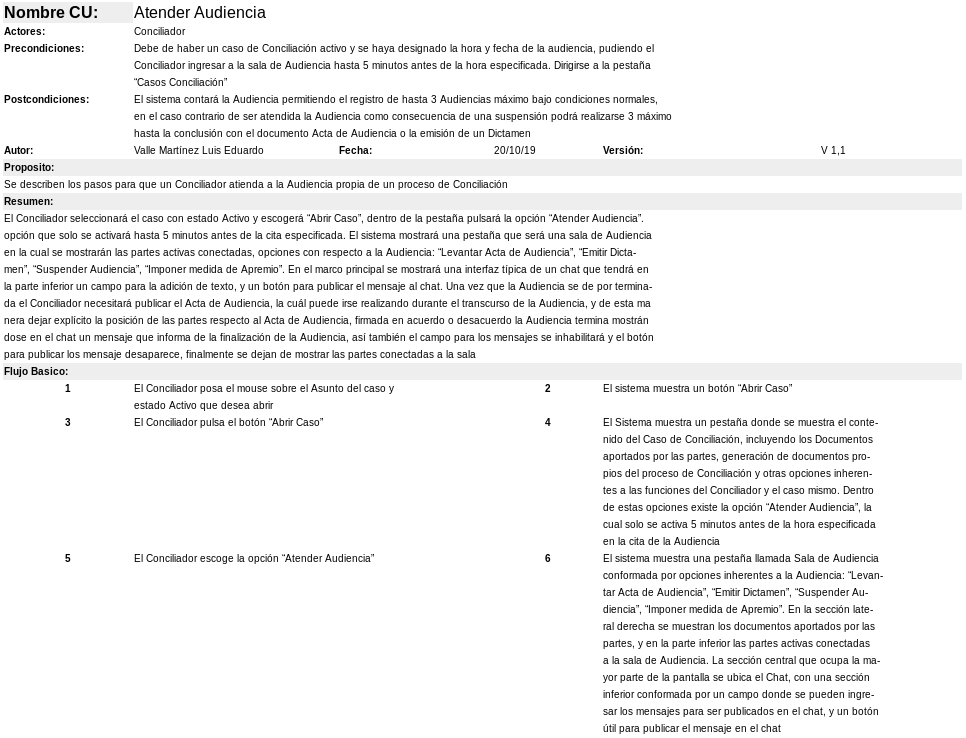 Nombre CU: Atender Audiencia
Actores: Conciliador
Precondiciones: Debe de haber un caso de Conciliación activo y se haya designado la hora y fecha de la audiencia, pudiendo el
Conciliador ingresar a la sala de Audiencia hasta 5 minutos antes de la hora especificada. Dirigirse a la pestaña
“Casos Conciliación”
Postcondiciones: El sistema contará la Audiencia permitiendo el registro de hasta 3 Audiencias máximo bajo condiciones normales,
en el caso contrario de ser atendida la Audiencia como consecuencia de una suspensión podrá realizarse 3 máximo
hasta la conclusión con el documento Acta de Audiencia o la emisión de un Dictamen
Autor: Valle Martínez Luis Eduardo Fecha: 20/10/19 Versión: V 1,1
Proposito:
Se describen los pasos para que un Conciliador atienda a la Audiencia propia de un proceso de Conciliación
Resumen:
El Conciliador seleccionará el caso con estado Activo y escogerá “Abrir Caso”, dentro de la pestaña pulsará la opción “Atender Audiencia”.
opción que solo se activará hasta 5 minutos antes de la cita especificada. El sistema mostrará una pestaña que será una sala de Audiencia
en la cual se mostrarán las partes activas conectadas, opciones con respecto a la Audiencia: “Levantar Acta de Audiencia”, “Emitir Dicta-
men”, “Suspender Audiencia”, “Imponer medida de Apremio”. En el marco principal se mostrará una interfaz típica de un chat que tendrá en
la parte inferior un campo para la adición de texto, y un botón para publicar el mensaje al chat. Una vez que la Audiencia se de por termina-
da el Conciliador necesitará publicar el Acta de Audiencia, la cuál puede irse realizando durante el transcurso de la Audiencia, y de esta ma
nera dejar explícito la posición de las partes respecto al Acta de Audiencia, firmada en acuerdo o desacuerdo la Audiencia termina mostrán
dose en el chat un mensaje que informa de la finalización de la Audiencia, así también el campo para los mensajes se inhabilitará y el botón
para publicar los mensaje desaparece, finalmente se dejan de mostrar las partes conectadas a la sala
Flujo Basico:
1 El Conciliador posa el mouse sobre el Asunto del caso y
estado Activo que desea abrir
2 El sistema muestra un botón “Abrir Caso”
3 El Conciliador pulsa el botón “Abrir Caso”
4 El Sistema muestra un pestaña donde se muestra el conte-
nido del Caso de Conciliación, incluyendo los Documentos
aportados por las partes, generación de documentos pro-
pios del proceso de Conciliación y otras opciones inheren-
tes a las funciones del Conciliador y el caso mismo. Dentro
de estas opciones existe la opción “Atender Audiencia”, la
cual solo se activa 5 minutos antes de la hora especificada
en la cita de la Audiencia
5 El Conciliador escoge la opción “Atender Audiencia”
6 El sistema muestra una pestaña llamada Sala de Audiencia
conformada por opciones inherentes a la Audiencia: “Levan-
tar Acta de Audiencia”, “Emitir Dictamen”, “Suspender Au-
diencia”, “Imponer medida de Apremio”. En la sección late-
ral derecha se muestran los documentos aportados por las
partes, y en la parte inferior las partes activas conectadas
a la sala de Audiencia. La sección central que ocupa la ma-
yor parte de la pantalla se ubica el Chat, con una sección
inferior conformada por un campo donde se pueden ingre-
sar los mensajes para ser publicados en el chat, y un botón
útil para publicar el mensaje en el chat